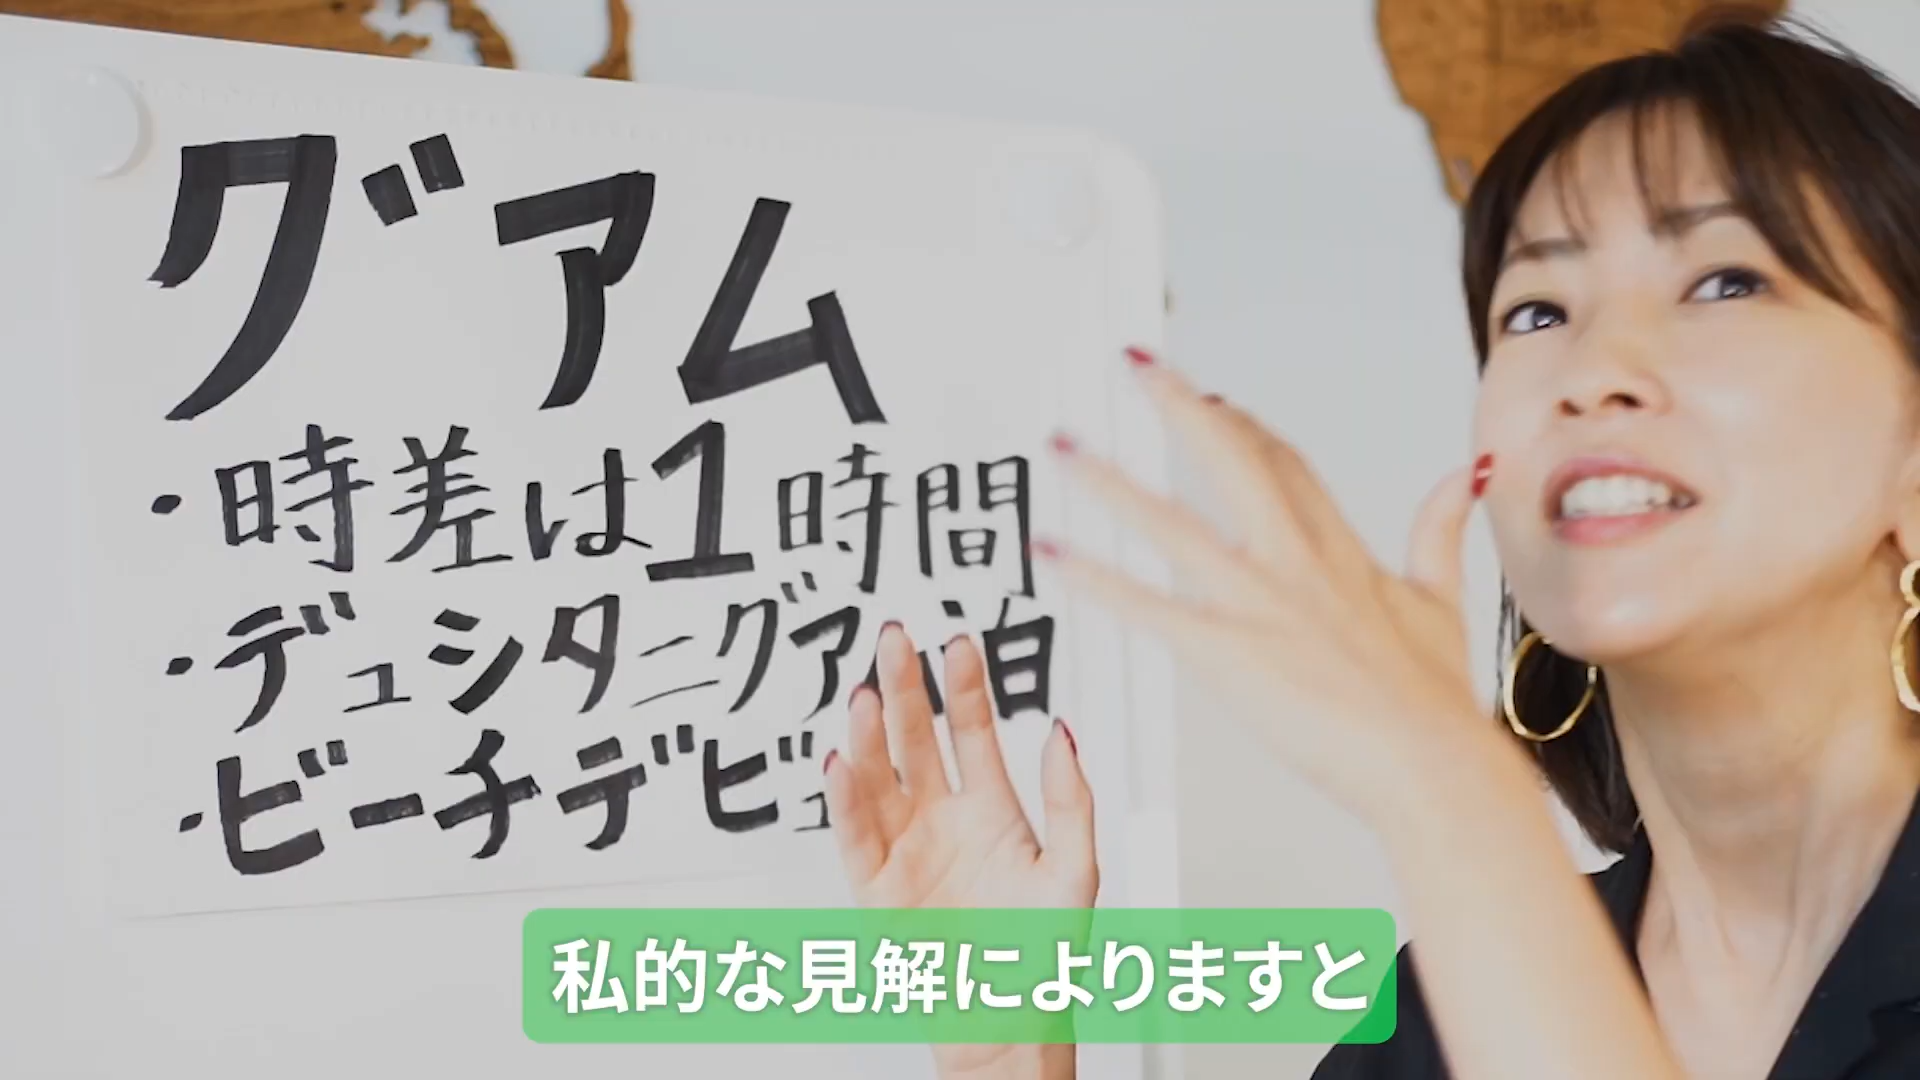 グアム
・時差は1時間
・デュシタニグアム泊
・ビーチデビュ
私的な見解によりますと